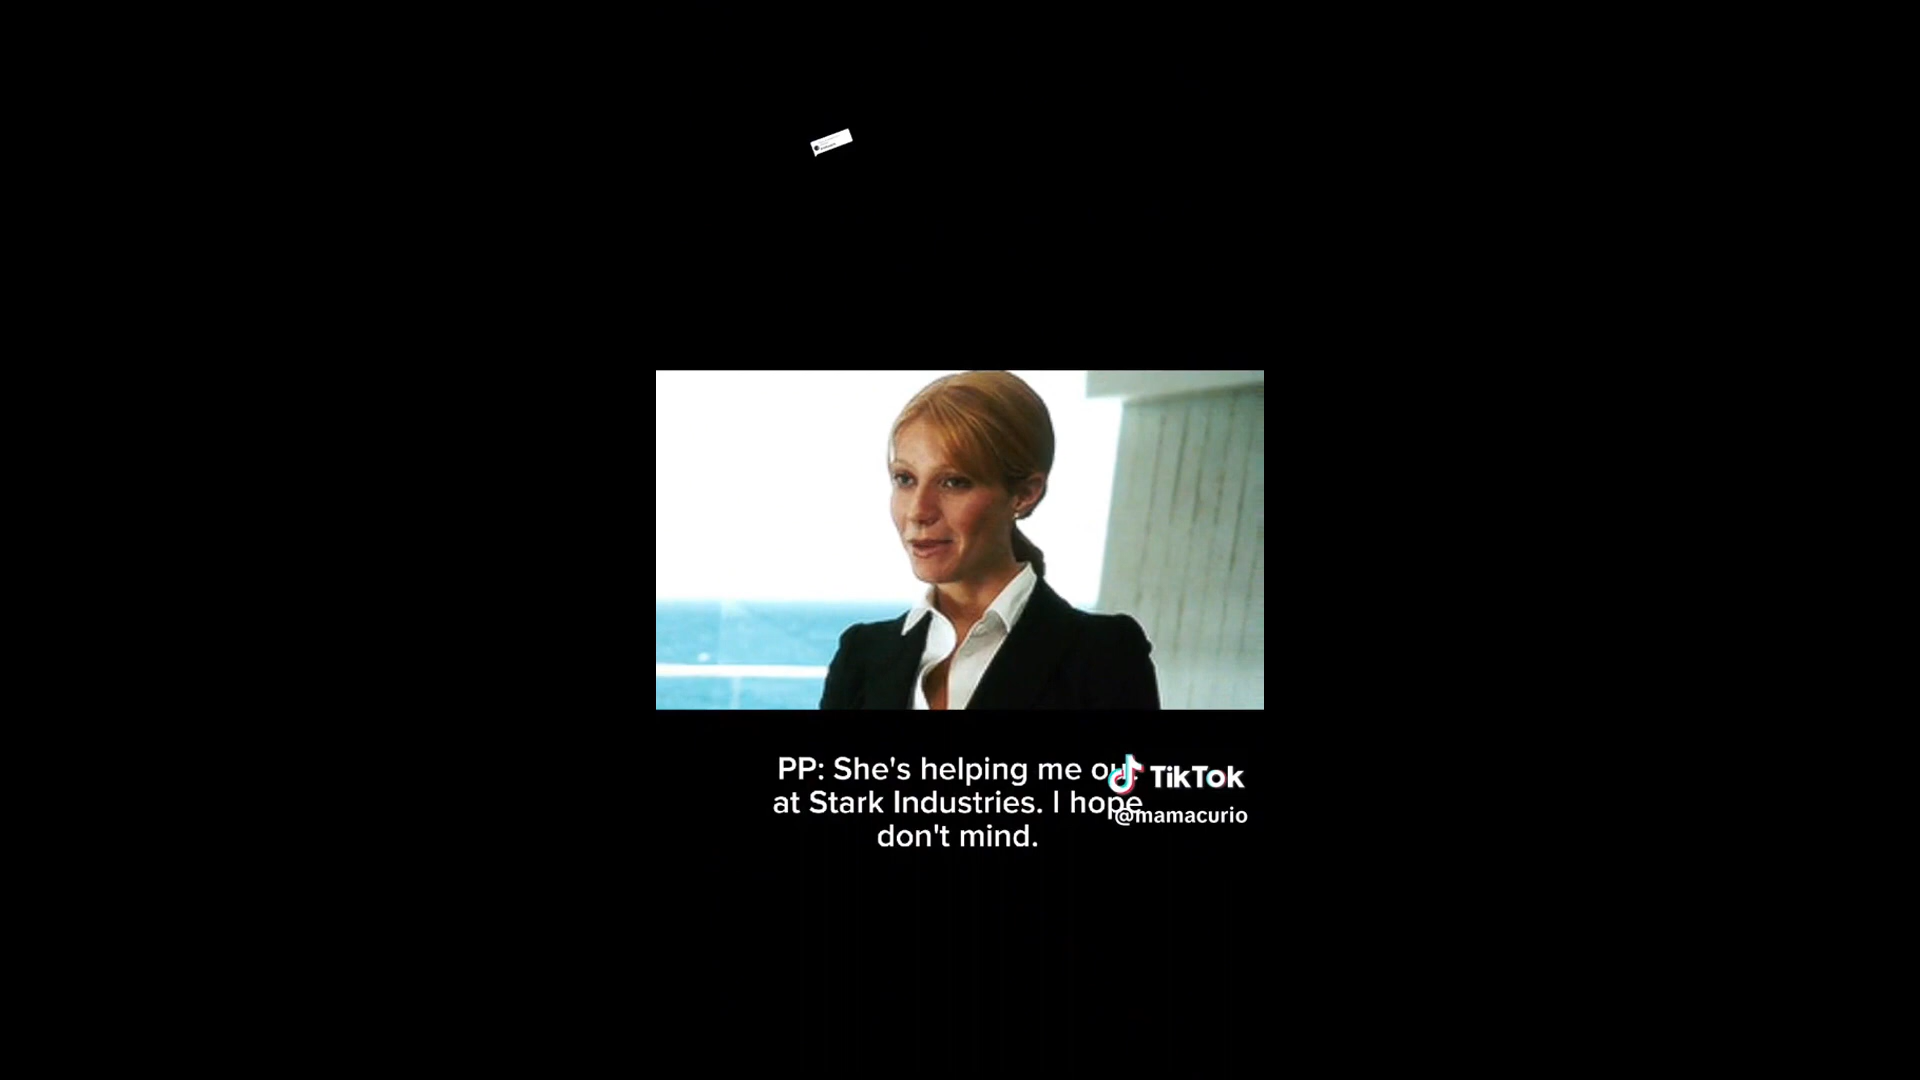 PP: She's helping me out
at Stark Industries. I hope
don't mind.
TikTok
@mamacurio